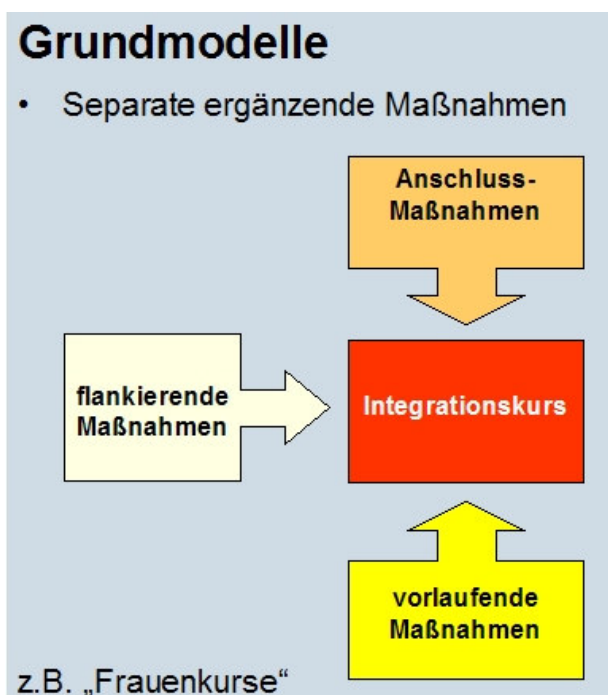 Grundmodelle
• Separate ergänzende Maßnahmen
Anschluss-
Maßnahmen
flankierende
Maßnahmen
Integrationskurs
vorlaufende
Maßnahmen
z.B. „Frauenkurse“